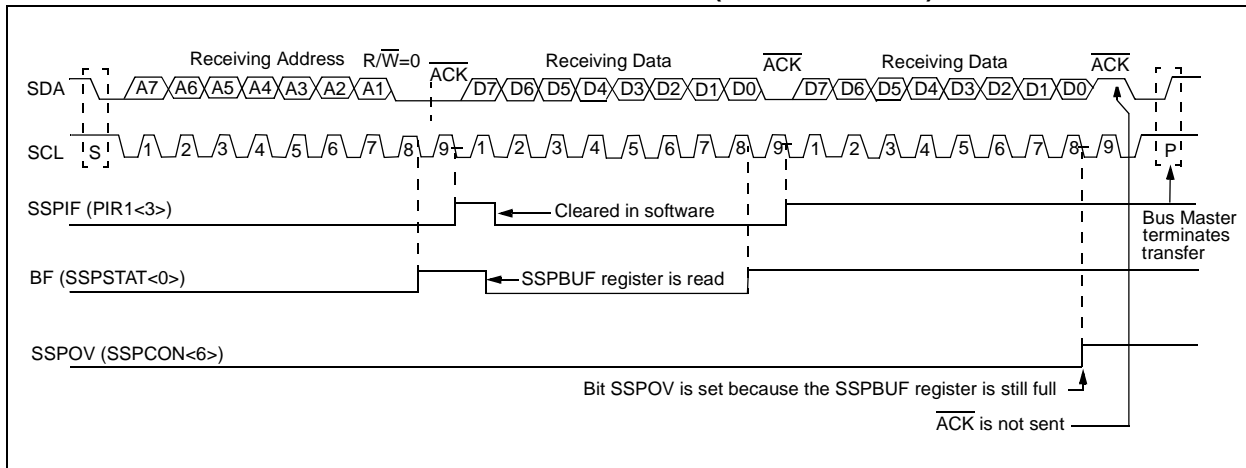 Receiving Address R/W=0 ACK Receiving Data ACK Receiving Data ACK
SDA A7 A6 A5 A4 A3 A2 A1 D7 D6 D5 D4 D3 D2 D1 D0 D7 D6 D5 D4 D3 D2 D1 D0
SCL S 1 2 3 4 5 6 7 8 9 1 2 3 4 5 6 7 8 9 1 2 3 4 5 6 7 8 9 P
SSPIF (PIR1<3>)
Cleared in software
Bus Master
terminates
transfer
BF (SSPSTAT<0>)
SSPBUF register is read
SSPOV (SSPCON<6>)
Bit SSPOV is set because the SSPBUF register is still full
ACK is not sent